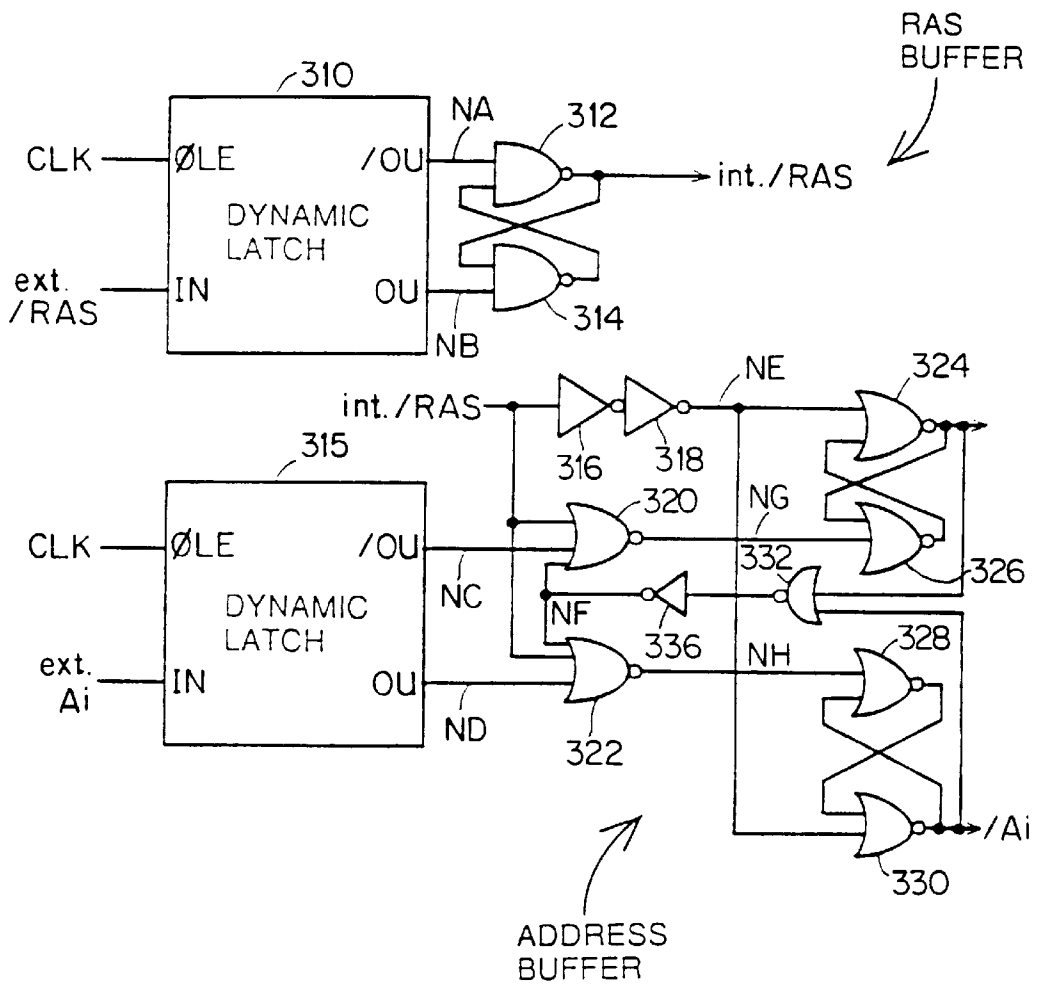 RAS
BUFFER
310
NA
312
CLK
ØLE
/OU
int./RAS
DYNAMIC
LATCH
ext.
/RAS
IN
OU
NB
314
int./RAS
NE
324
316
318
315
320
NG
CLK
ØLE
/OU
332
326
NC
NF
336
DYNAMIC
LATCH
328
NH
ext.
Ai
IN
OU
ND
322
/Ai
330
ADDRESS
BUFFER